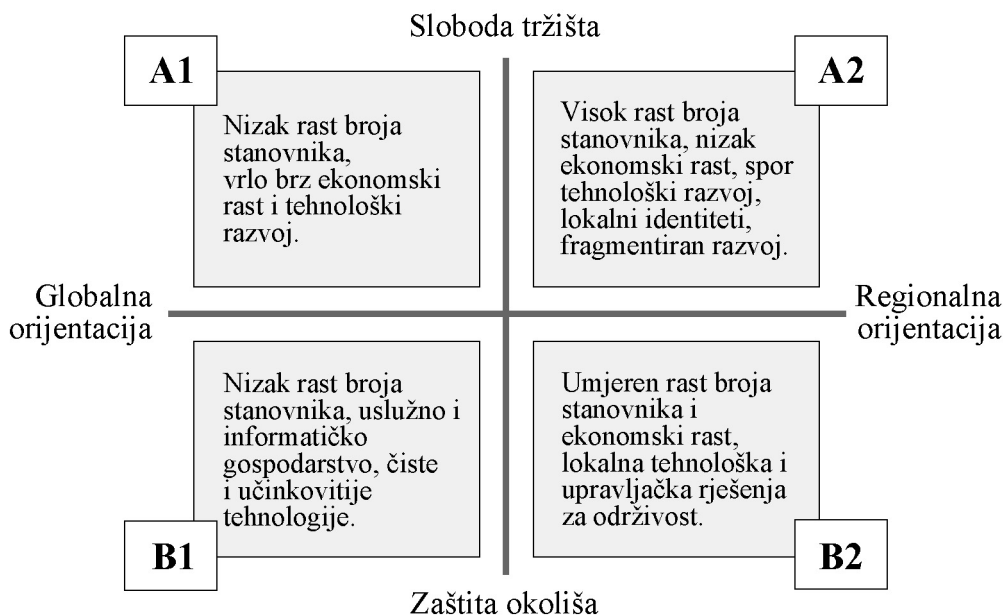 Sloboda tržišta
A1
Nizak rast broja
stanovnika,
vrlo brz ekonomski
rast i tehnološki
razvoj.
A2
Visok rast broja
stanovnika, nizak
ekonomski rast, spor
tehnološki razvoj,
lokalni identiteti,
fragmentiran razvoj.
Globalna
orijentacija
Regionalna
orijentacija
Nizak rast broja
stanovnika, uslužno i
informatičko
gospodarstvo, čiste
i učinkovitije
tehnologije.
B1
Umjeren rast broja
stanovnika i
ekonomski rast,
lokalna tehnološka i
upravljačka rješenja
za održivost.
B2
Zaštita okoliša